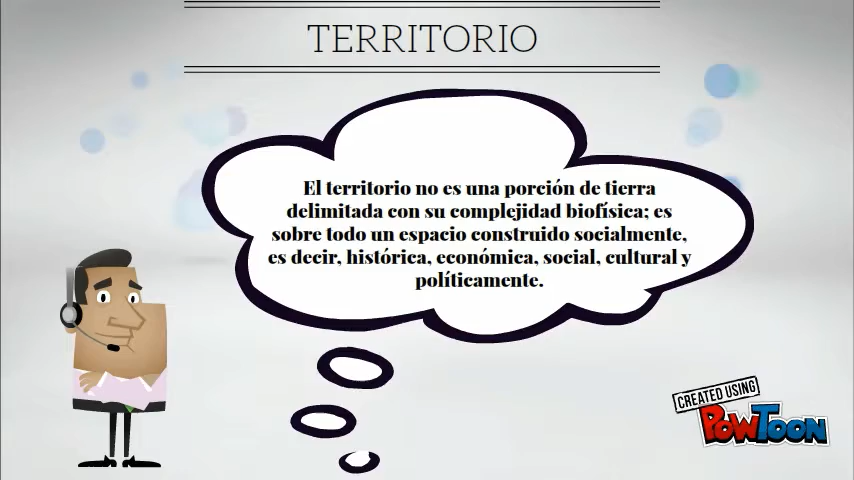 TERRITORIO
El territorio no es una porción de tierra
delimitada con su complejidad biofísica; es
sobre todo un espacio construido socialmente,
es decir, histórica, económica, social, cultural y
políticamente.
CREATED USING
POWTOON